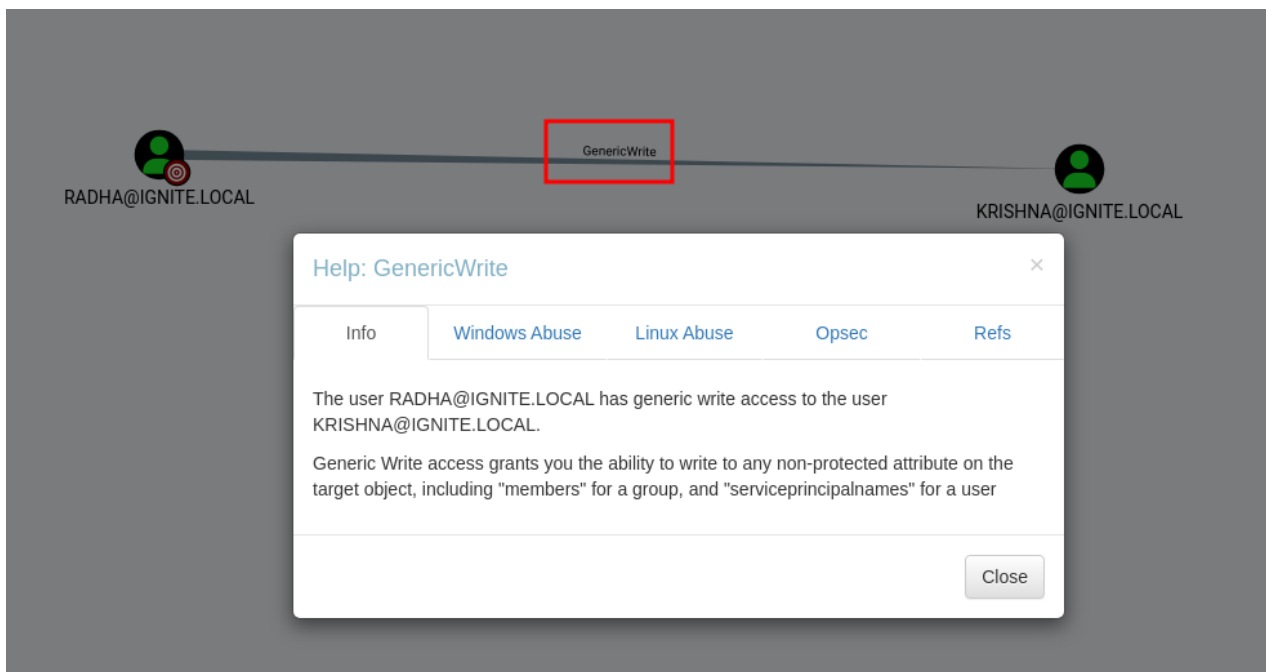 GenericWrite
RADHA@IGNITE.LOCAL
KRISHNA@IGNITE.LOCAL
Help: GenericWrite ×
Info Windows Abuse Linux Abuse Opsec Refs
The user RADHA@IGNITE.LOCAL has generic write access to the user
KRISHNA@IGNITE.LOCAL.
Generic Write access grants you the ability to write to any non-protected attribute on the
target object, including "members" for a group, and "serviceprincipalnames" for a user
Close